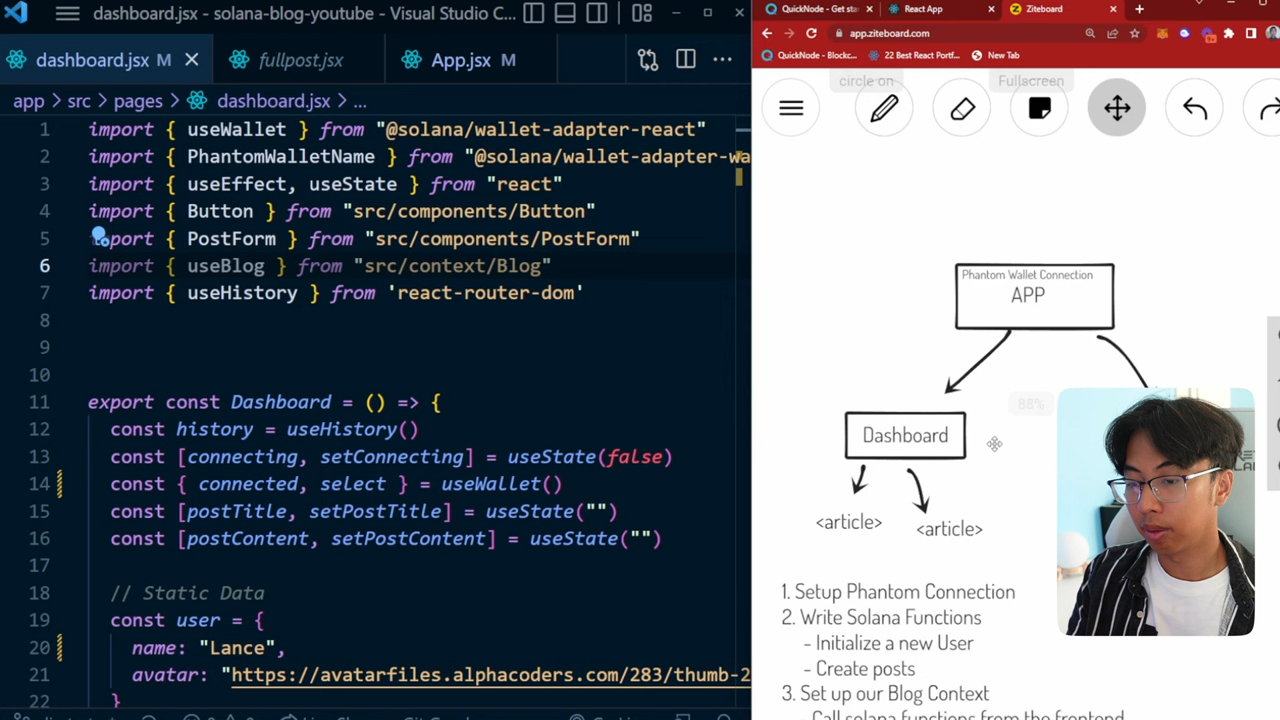 dashboard.jsx - solana-blog-youtube - Visual Studio C...
dashboard.jsx M
fullpost.jsx
App.jsx M
app > src > pages > dashboard.jsx > ...
1 import { useWallet } from "@solana/wallet-adapter-react"
2 import { PhantomWalletName } from "@solana/wallet-adapter-wa
3 import { useEffect, useState } from "react"
4 import { Button } from "src/components/Button"
5 import { PostForm } from "src/components/PostForm"
6 import { useBlog } from "src/context/Blog"
7 import { useHistory } from 'react-router-dom'
8
9
10
11 export const Dashboard = () => {
12 const history = useHistory()
13 const [connecting, setConnecting] = useState(false)
14 const { connected, select } = useWallet()
15 const [postTitle, setPostTitle] = useState("")
16 const [postContent, setPostContent] = useState("")
17
18 // Static Data
19 const user = {
20 name: "Lance",
21 avatar: "https://avatarfiles.alphacoders.com/283/thumb-2
22 }
QuickNode - Get sta
React App
Ziteboard
app.ziteboard.com
QuickNode - Blockc...
22 Best React Portf...
New Tab
circle on
Fullscreen
Phantom Wallet Connection
APP
88%
Dashboard
<article>
<article>
1. Setup Phantom Connection
2. Write Solana Functions
- Initialize a new User
- Create posts
3. Set up our Blog Context
- Call solana functions from the frontend